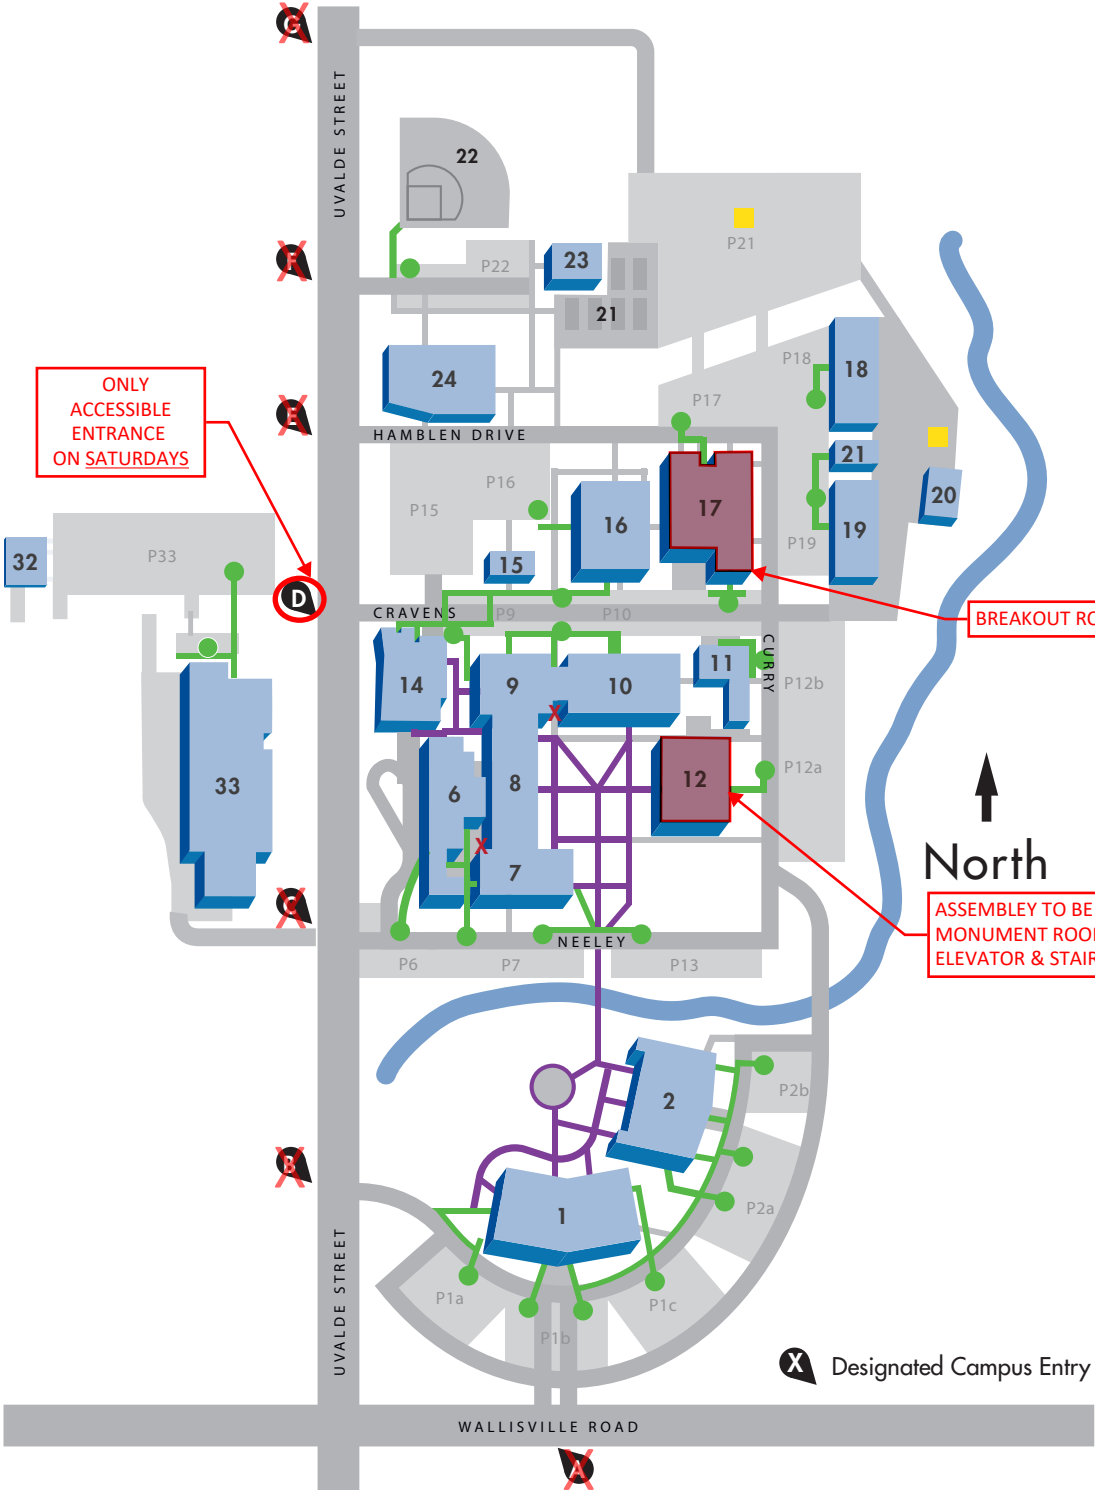 G
UVALDE STREET
22
F
P22
23
P21
21
ONLY
ACCESSIBLE
ENTRANCE
ON SATURDAYS
24
E
P18
18
P17
HAMBLEN DRIVE
21
P16
P15
16
17
20
P19
19
32
P33
15
D
CRAVENS
P9
P10
BREAKOUT RO
CURRY
14
9
10
11
P12b
X
33
6
8
12
P12a
X
7
North
C
ASSEMBLEY TO BE
MONUMENT ROO
ELEVATOR & STAIR
NEELEY
P6
P7
P13
2
P2b
B
1
P2a
UVALDE STREET
P1a
P1b
P1c
X Designated Campus Entry
WALLISVILLE ROAD
A